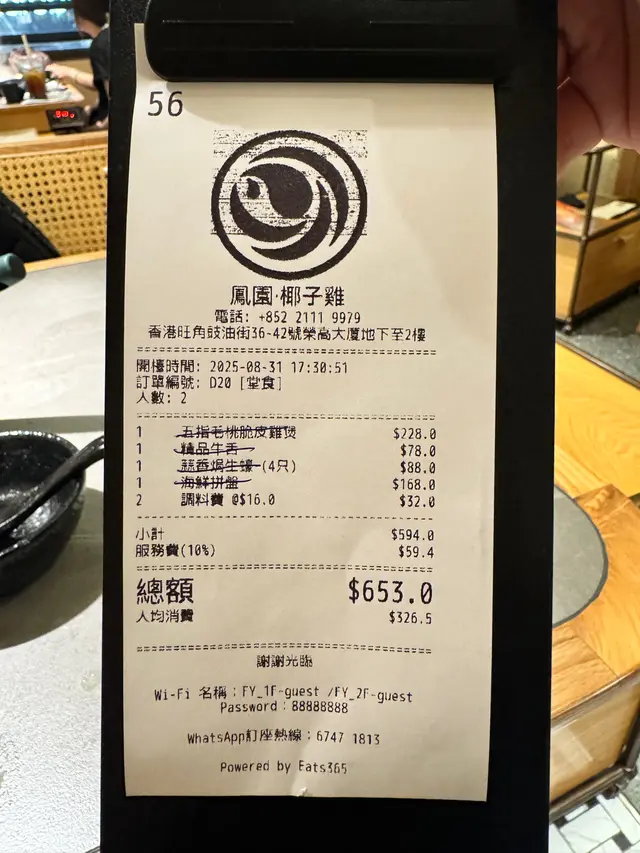 56
鳳園·椰子雞
電話: +852 2111 9979
香港旺角豉油街36-42號榮高大廈地下至2樓
開檯時間: 2025-08-31 17:30:51
訂單編號: D20 [堂食]
人數: 2
1 五指毛桃脆皮雞煲 $228.0
1 精品牛舌 $78.0
1 蒜香焗生蠔(4只) $88.0
1 海鮮拼盤 $168.0
2 調料費 @$16.0 $32.0
小計 $594.0
服務費(10%) $59.4
總額 $653.0
人均消費 $326.5
謝謝光臨
Wi-Fi 名稱：FY_1F-guest /FY_2F-guest
Password：88888888
WhatsApp訂座熱線：6747 1813
Powered by Eats365